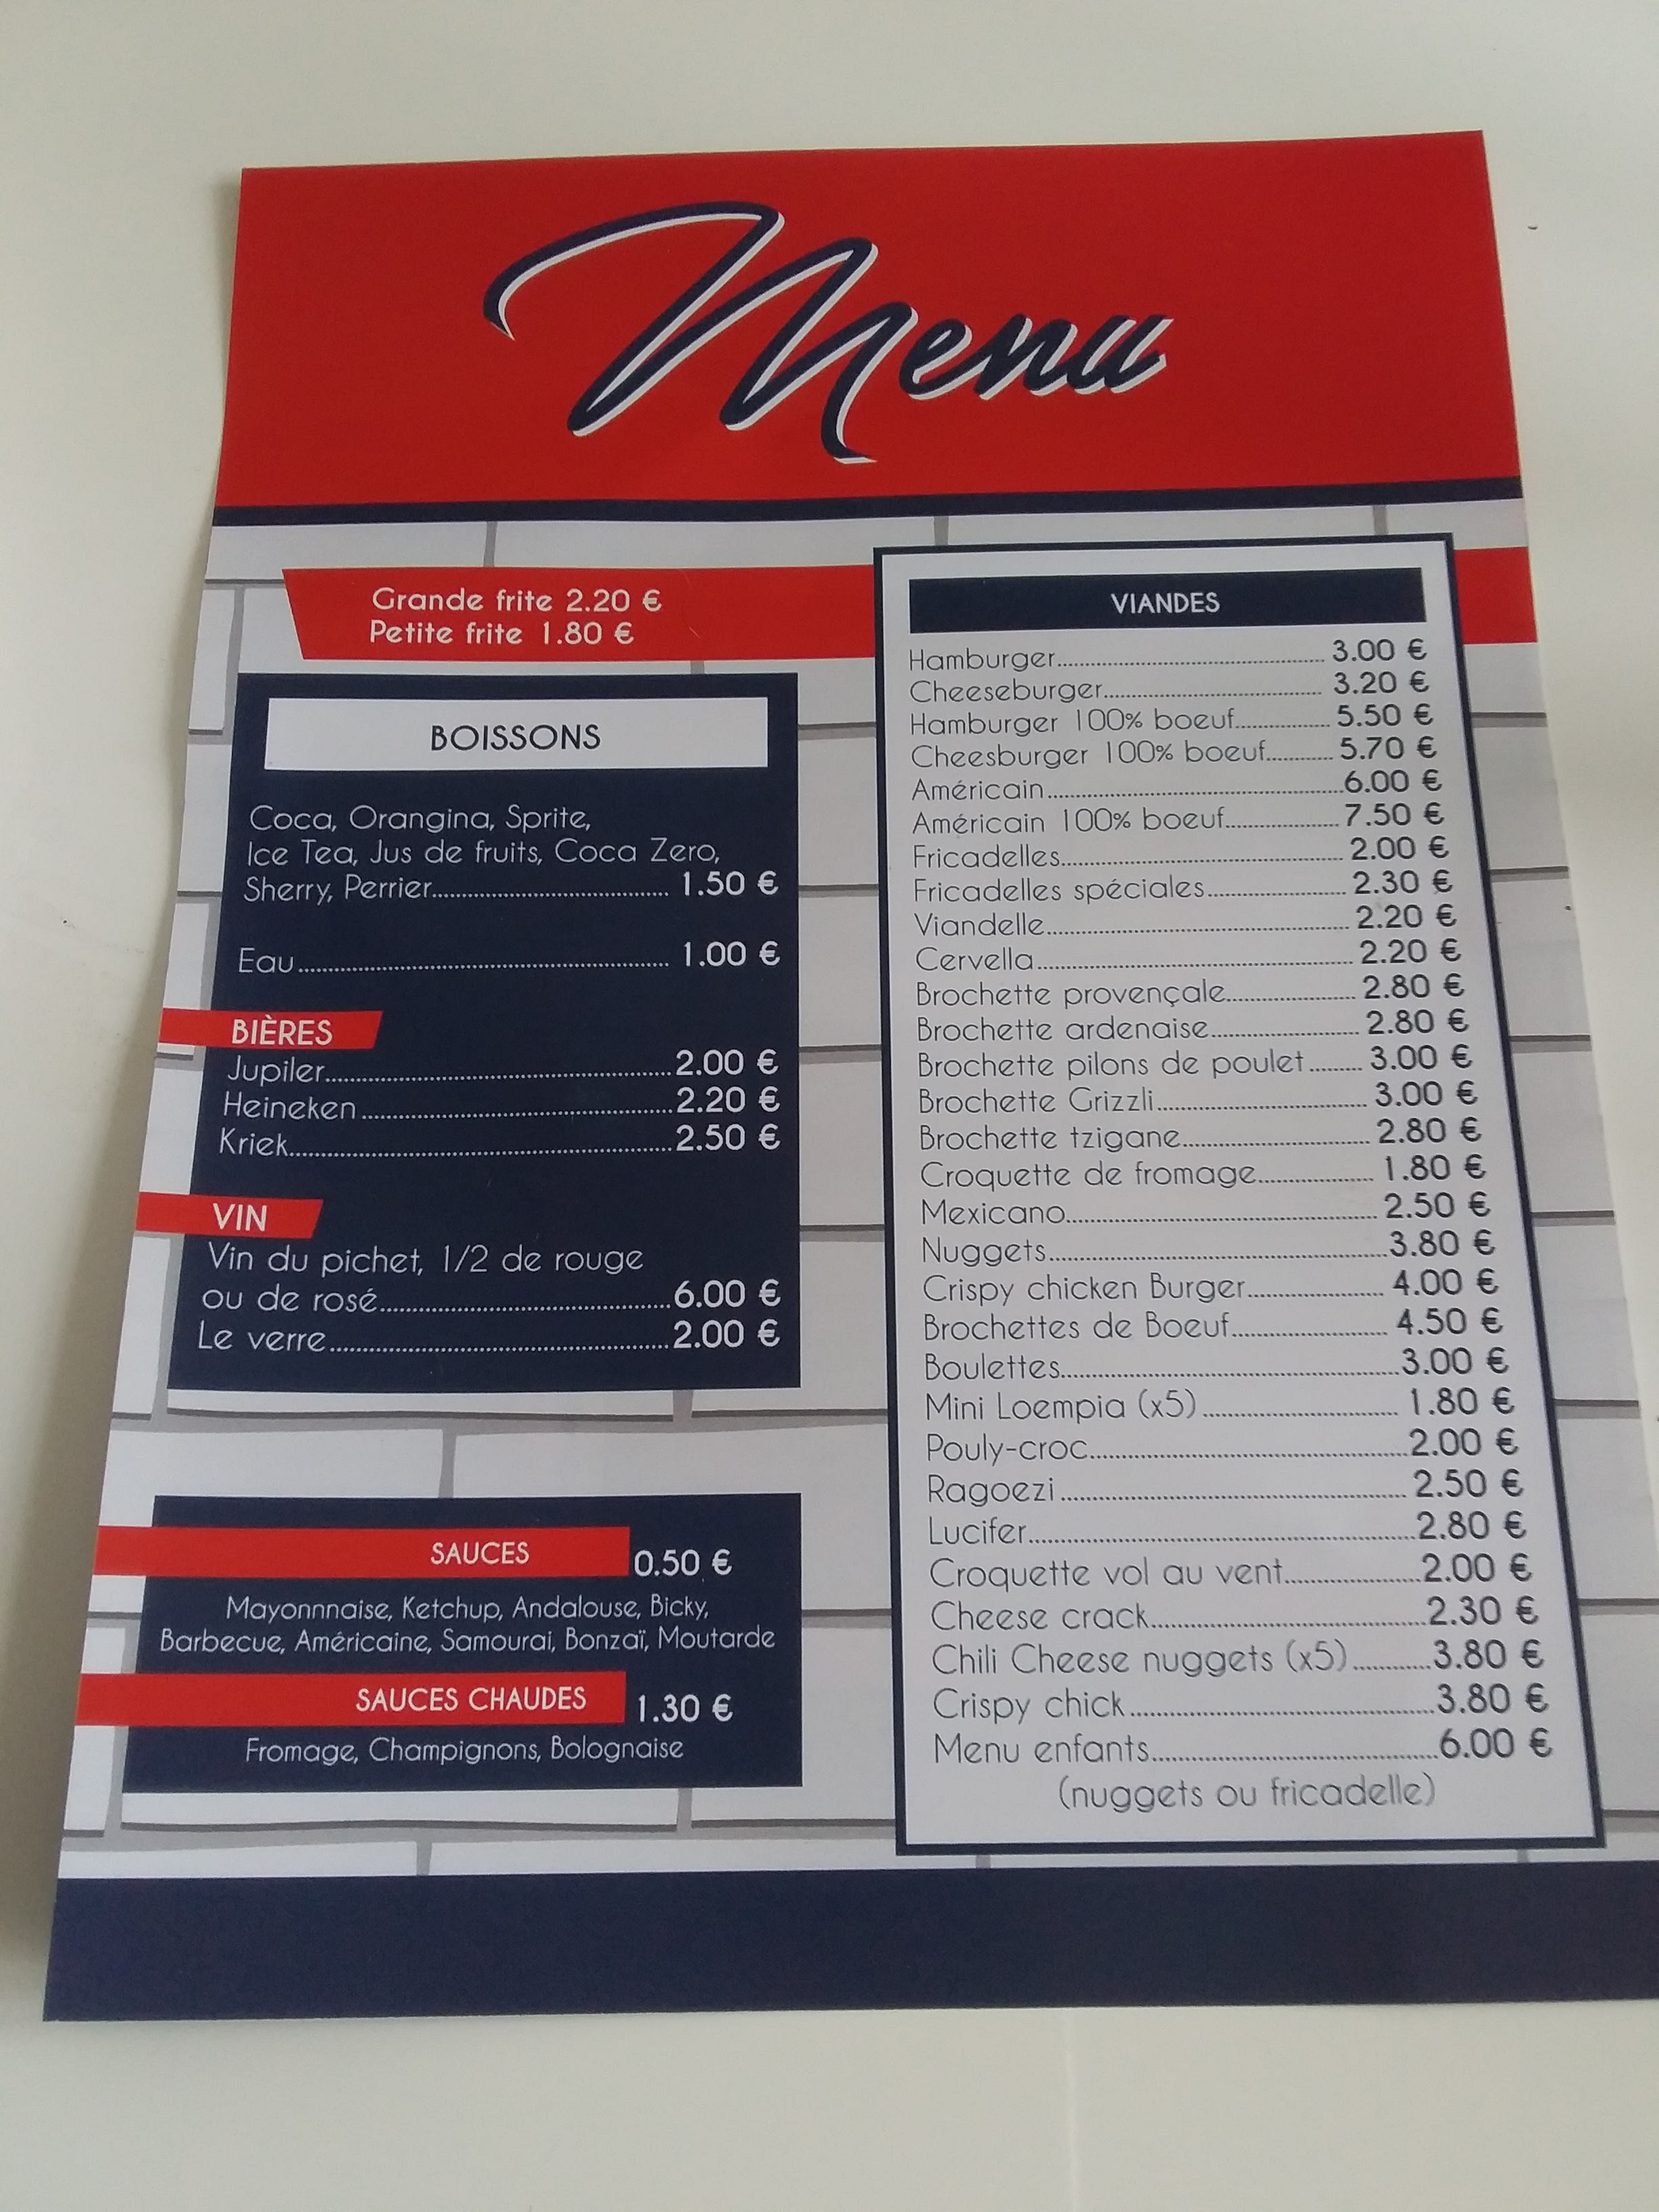 Menu
Grande frite 2.20 €
Petite frite 1.80 €
BOISSONS
Coca, Orangina, Sprite,
Ice Tea, Jus de fruits, Coca Zero,
Sherry, Perrier 1.50 €
Eau 1.00 €
BIÈRES
Jupiler 2.00 €
Heineken 2.20 €
Kriek 2.50 €
VIN
Vin du pichet, 1/2 de rouge
ou de rosé 6.00 €
Le verre 2.00 €
SAUCES 0.50 €
Mayonnnaise, Ketchup, Andalouse, Bicky,
Barbecue, Américaine, Samourai, Bonzaï, Moutarde
SAUCES CHAUDES 1.30 €
Fromage, Champignons, Bolognaise
VIANDES
Hamburger 3.00 €
Cheeseburger 3.20 €
Hamburger 100% boeuf 5.50 €
Cheesburger 100% boeuf 5.70 €
Américain 6.00 €
Américain 100% boeuf 7.50 €
Fricadelles 2.00 €
Fricadelles spéciales 2.30 €
Viandelle 2.20 €
Cervella 2.20 €
Brochette provençale 2.80 €
Brochette ardenaise 2.80 €
Brochette pilons de poulet 3.00 €
Brochette Grizzli 3.00 €
Brochette tzigane 2.80 €
Croquette de fromage 1.80 €
Mexicano 2.50 €
Nuggets 3.80 €
Crispy chicken Burger 4.00 €
Brochettes de Boeuf 4.50 €
Boulettes 3.00 €
Mini Loempia (x5) 1.80 €
Pouly-croc 2.00 €
Ragoezi 2.50 €
Lucifer 2.80 €
Croquette vol au vent 2.00 €
Cheese crack 2.30 €
Chili Cheese nuggets (x5) 3.80 €
Crispy chick 3.80 €
Menu enfants 6.00 €
(nuggets ou fricadelle)